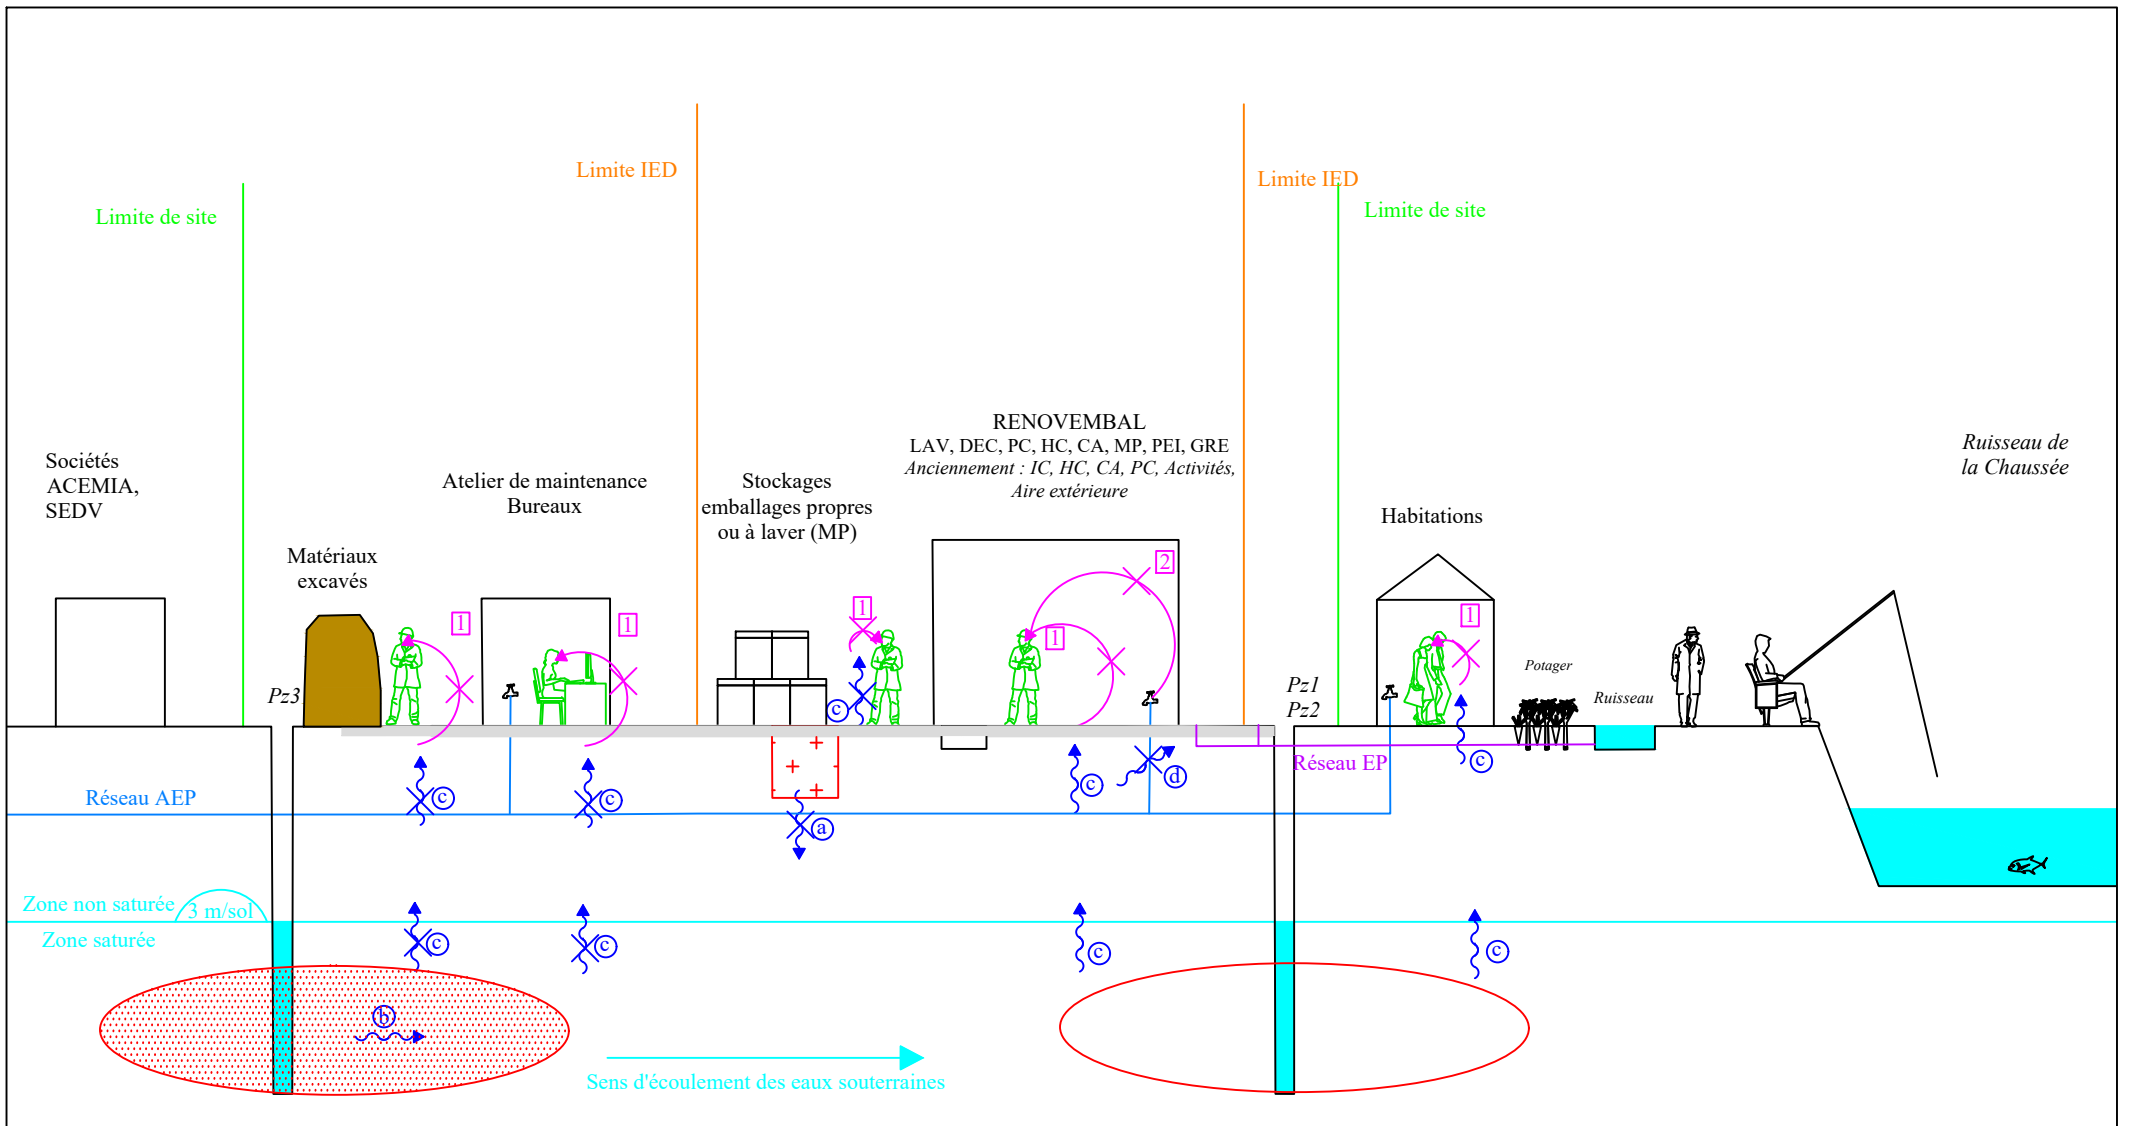 Limite IED
Limite IED
Limite de site
Limite de site
RENOVEMBAL
LAV, DEC, PC, HC, CA, MP, PEI, GRE
Anciennement : IC, HC, CA, PC, Activités,
Aire extérieure
Ruisseau de
la Chaussée
Sociétés
ACEMIA,
SEDV
Atelier de maintenance
Bureaux
Stockages
emballages propres
ou à laver (MP)
Habitations
Matériaux
excavés
1
1
1
1
2
1
Potager
Ruisseau
Pz3
Pz1
Pz2
c
Réseau EP
c
Réseau AEP
c
c
a
c
d
Zone non saturée
3 m/sol
Zone saturée
c
c
c
c
b
Sens d'écoulement des eaux souterraines